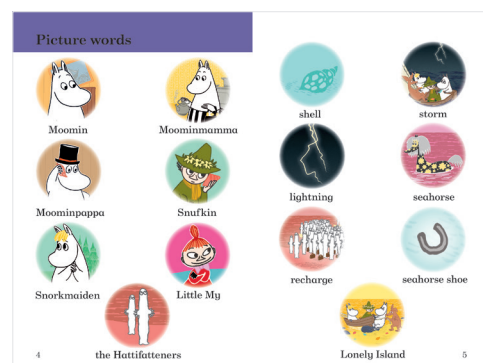 Picture words
Moomin
Moominmamma
Moominpappa
Snufkin
Snorkmaiden
Little My
the Hattifatteners
4
shell
storm
lightning
seahorse
recharge
seahorse shoe
Lonely Island
5